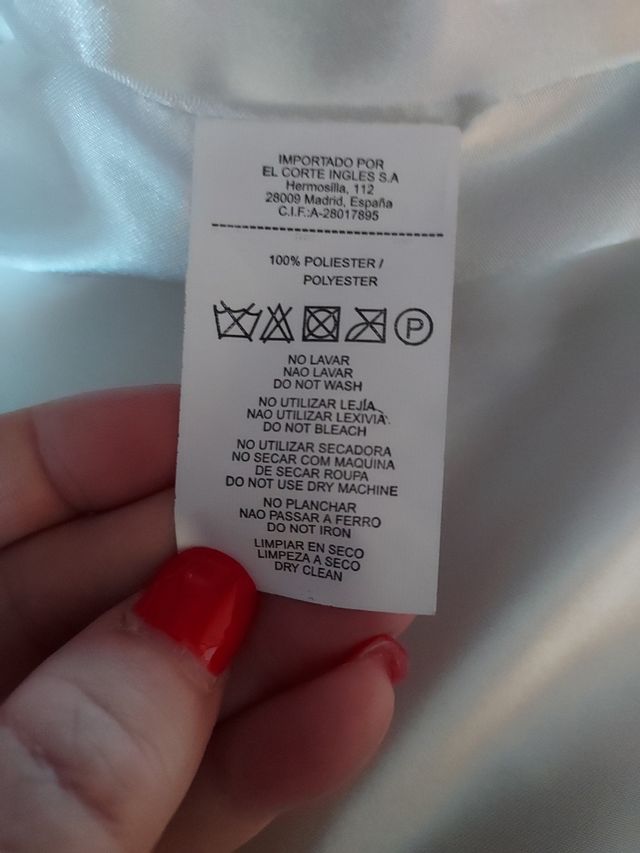 IMPORTADO POR
EL CORTE INGLES S.A
Hermosilla, 112
28009 Madrid, España
C.I.F.:A-28017895
100% POLIESTER /
POLYESTER
P
NO LAVAR
NAO LAVAR
DO NOT WASH
NO UTILIZAR LEJÍA
NAO UTILIZAR LEXIVIA
DO NOT BLEACH
NO UTILIZAR SECADORA
NO SECAR COM MAQUINA
DE SECAR ROUPA
DO NOT USE DRY MACHINE
NO PLANCHAR
NAO PASSAR A FERRO
DO NOT IRON
LIMPIAR EN SECO
LIMPEZA A SECO
DRY CLEAN